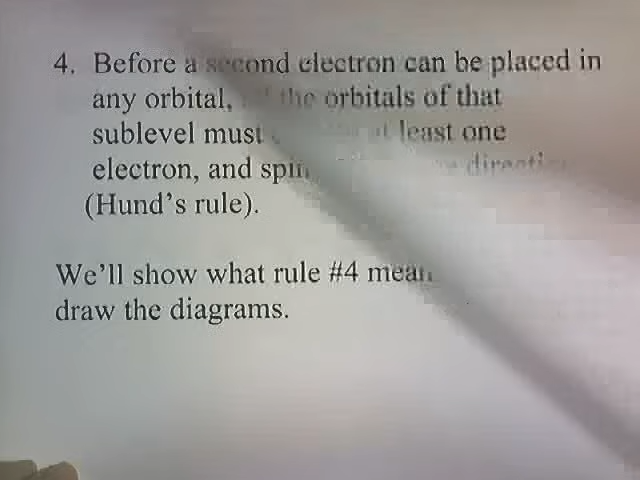 4. Before a second electron can be placed in
any orbital, the orbitals of that
sublevel must at least one
electron, and spin
(Hund's rule).
We'll show what rule #4
draw the diagrams.